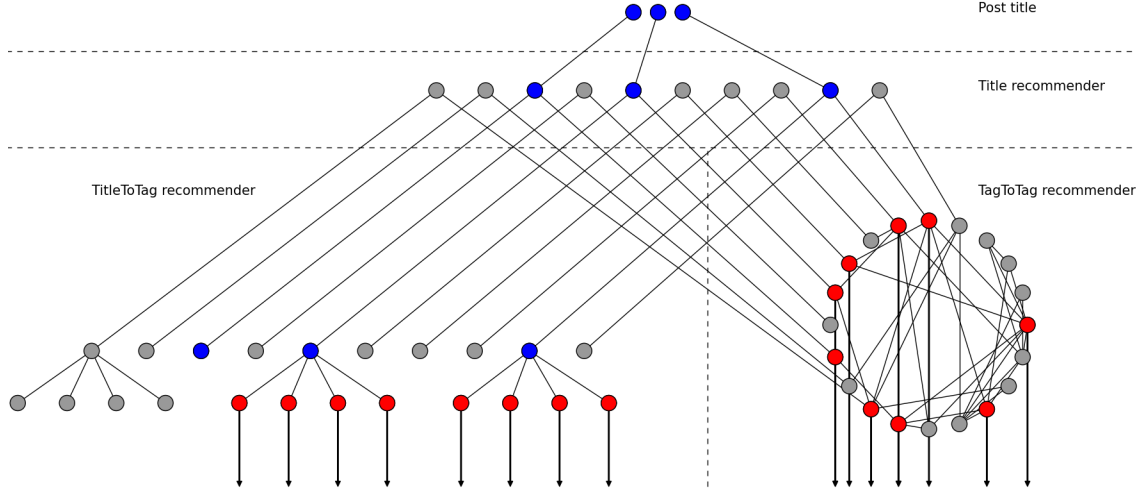 Post title
Title recommender
TitleToTag recommender
TagToTag recommender